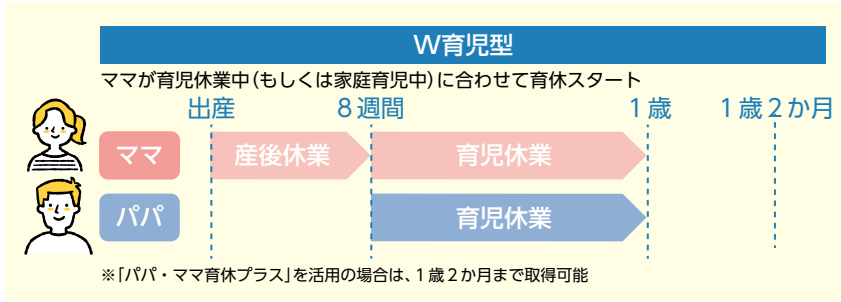 W育児型
ママが育児休業中(もしくは家庭育児中)に合わせて育休スタート
出産 8週間 1歳 1歳2か月
ママ 産後休業 育児休業
パパ 育児休業
※「パパ・ママ育休プラス」を活用の場合は、1歳2か月まで取得可能